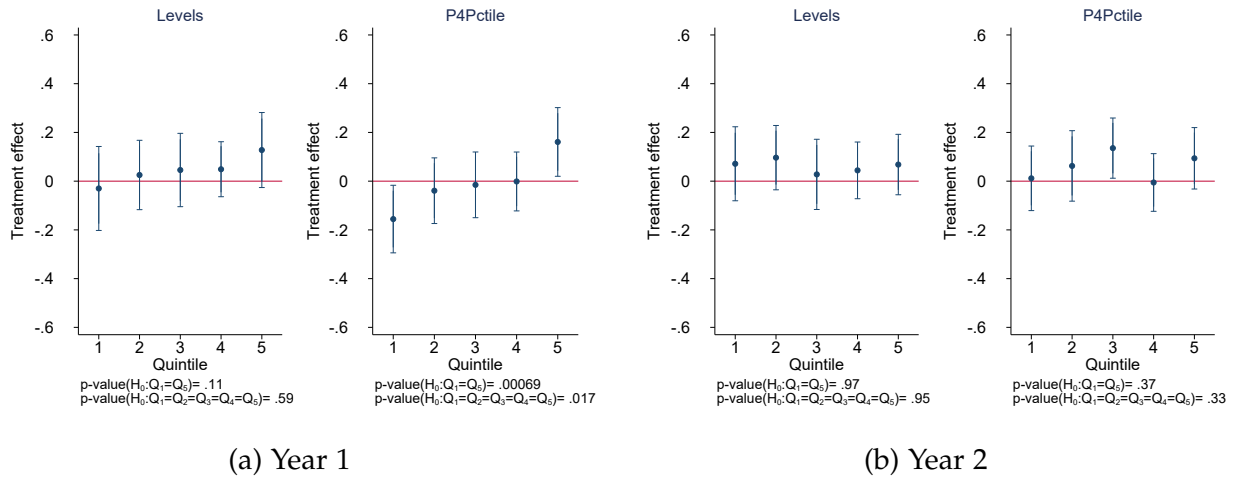 Levels
Treatment effect
.6
.4
.2
0
-.2
-.4
-.6
1 2 3 4 5
Quintile
p-value(H₀:Q₁=Q₅)= .11
p-value(H₀:Q₁=Q₂=Q₃=Q₄=Q₅)= .59
P4Pctile
Treatment effect
.6
.4
.2
0
-.2
-.4
-.6
1 2 3 4 5
Quintile
p-value(H₀:Q₁=Q₅)= .00069
p-value(H₀:Q₁=Q₂=Q₃=Q₄=Q₅)= .017
(a) Year 1
Levels
Treatment effect
.6
.4
.2
0
-.2
-.4
-.6
1 2 3 4 5
Quintile
p-value(H₀:Q₁=Q₅)= .97
p-value(H₀:Q₁=Q₂=Q₃=Q₄=Q₅)= .95
P4Pctile
Treatment effect
.6
.4
.2
0
-.2
-.4
-.6
1 2 3 4 5
Quintile
p-value(H₀:Q₁=Q₅)= .37
p-value(H₀:Q₁=Q₂=Q₃=Q₄=Q₅)= .33
(b) Year 2